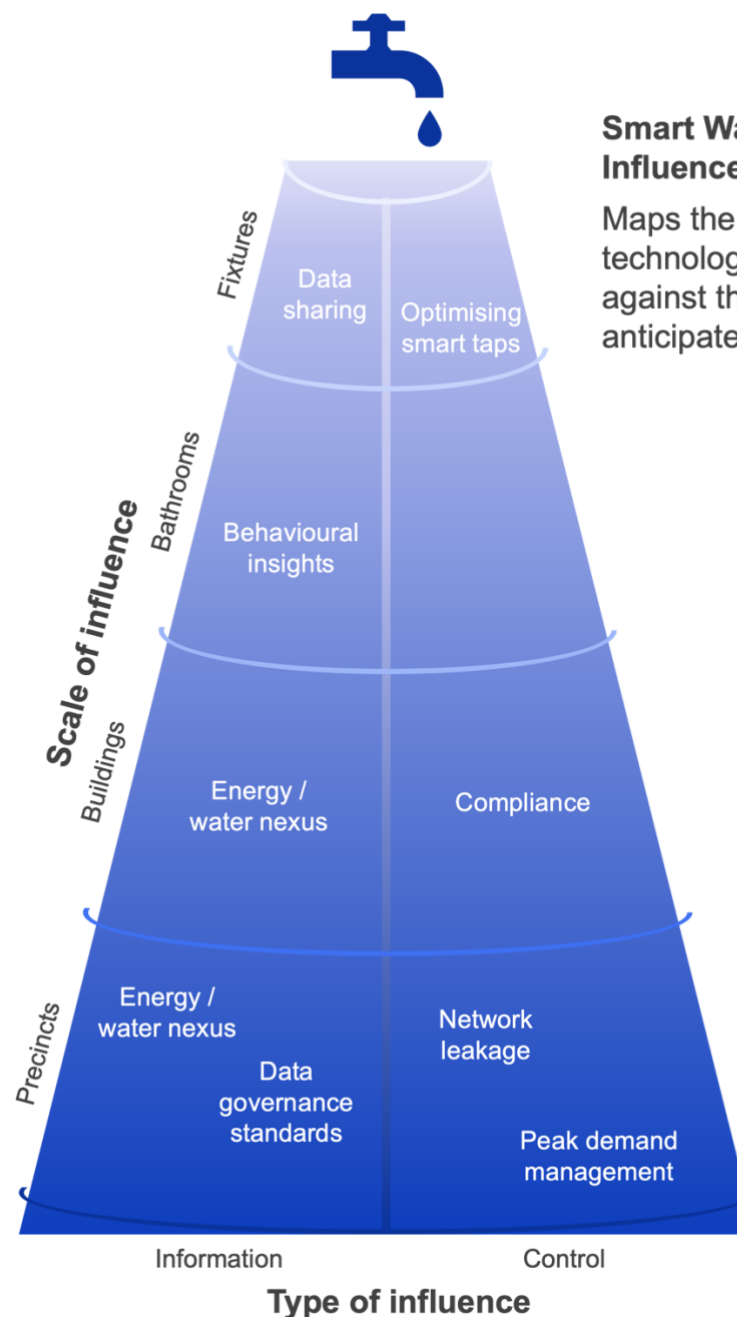 Smart Wa
Influence
Maps the
technolog
against th
anticipate
Scale of influence
Fixtures
Data
sharing
Optimising
smart taps
Bathrooms
Behavioural
insights
Buildings
Energy /
water nexus
Compliance
Precincts
Energy /
water nexus
Data
governance
standards
Network
leakage
Peak demand
management
Information
Control
Type of influence